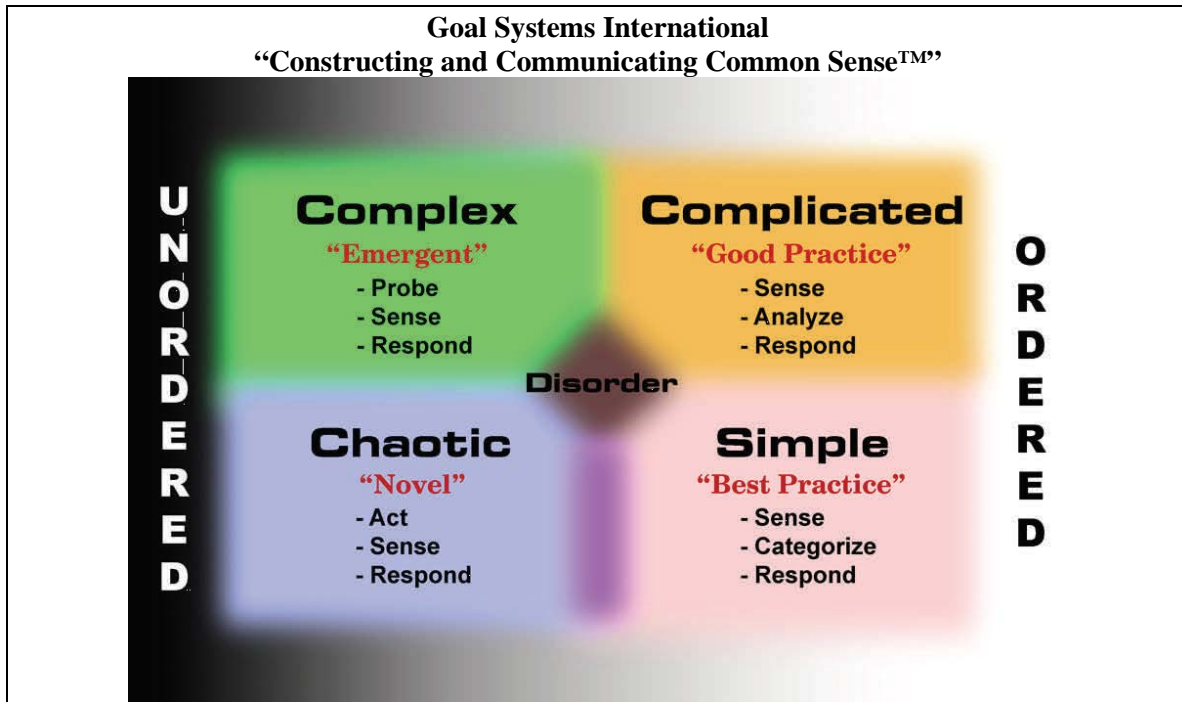 Goal Systems International
“Constructing and Communicating Common Sense™”
UNORDERED
Complex
“Emergent”
- Probe
- Sense
- Respond
Complicated
“Good Practice”
- Sense
- Analyze
- Respond
Disorder
Chaotic
“Novel”
- Act
- Sense
- Respond
Simple
“Best Practice”
- Sense
- Categorize
- Respond
ORDERED